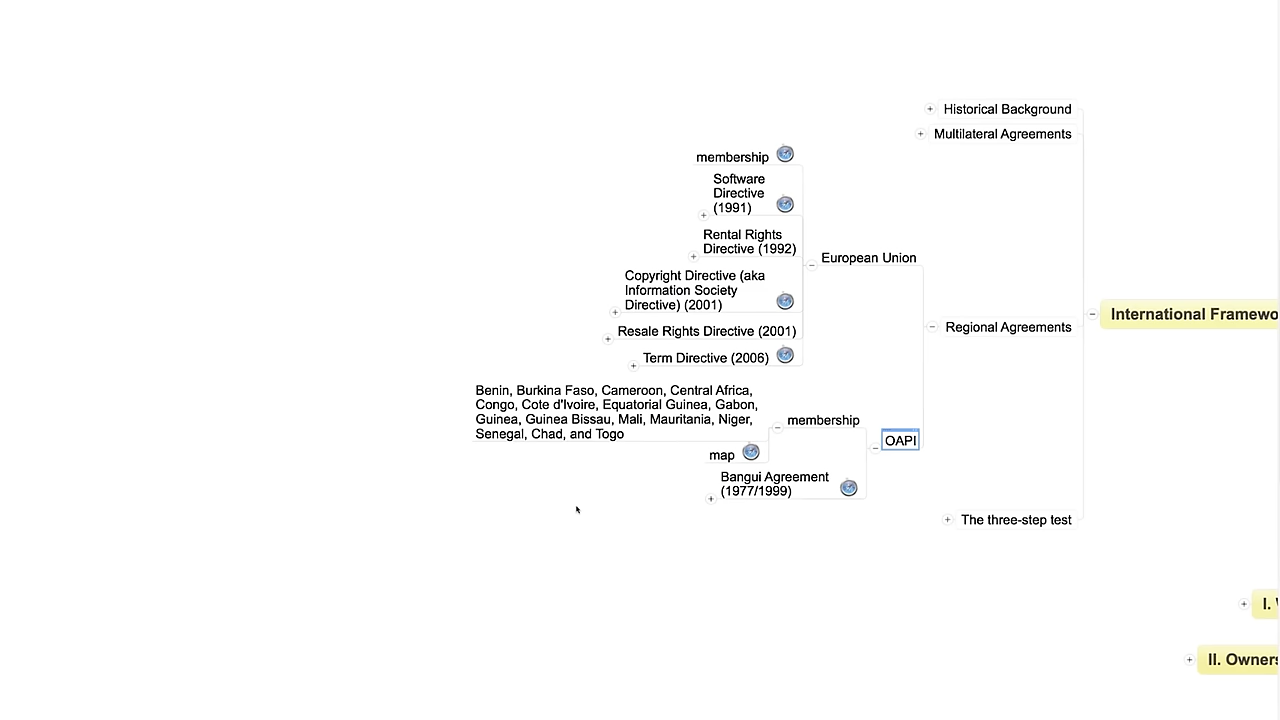 Historical Background
Multilateral Agreements
membership
Software
Directive
(1991)
Rental Rights
Directive (1992)
European Union
Copyright Directive (aka
Information Society
Directive) (2001)
International Framewo
Regional Agreements
Resale Rights Directive (2001)
Term Directive (2006)
Benin, Burkina Faso, Cameroon, Central Africa,
Congo, Cote d'Ivoire, Equatorial Guinea, Gabon,
Guinea, Guinea Bissau, Mali, Mauritania, Niger,
Senegal, Chad, and Togo
membership
OAPI
map
Bangui Agreement
(1977/1999)
The three-step test
I.
II. Owners